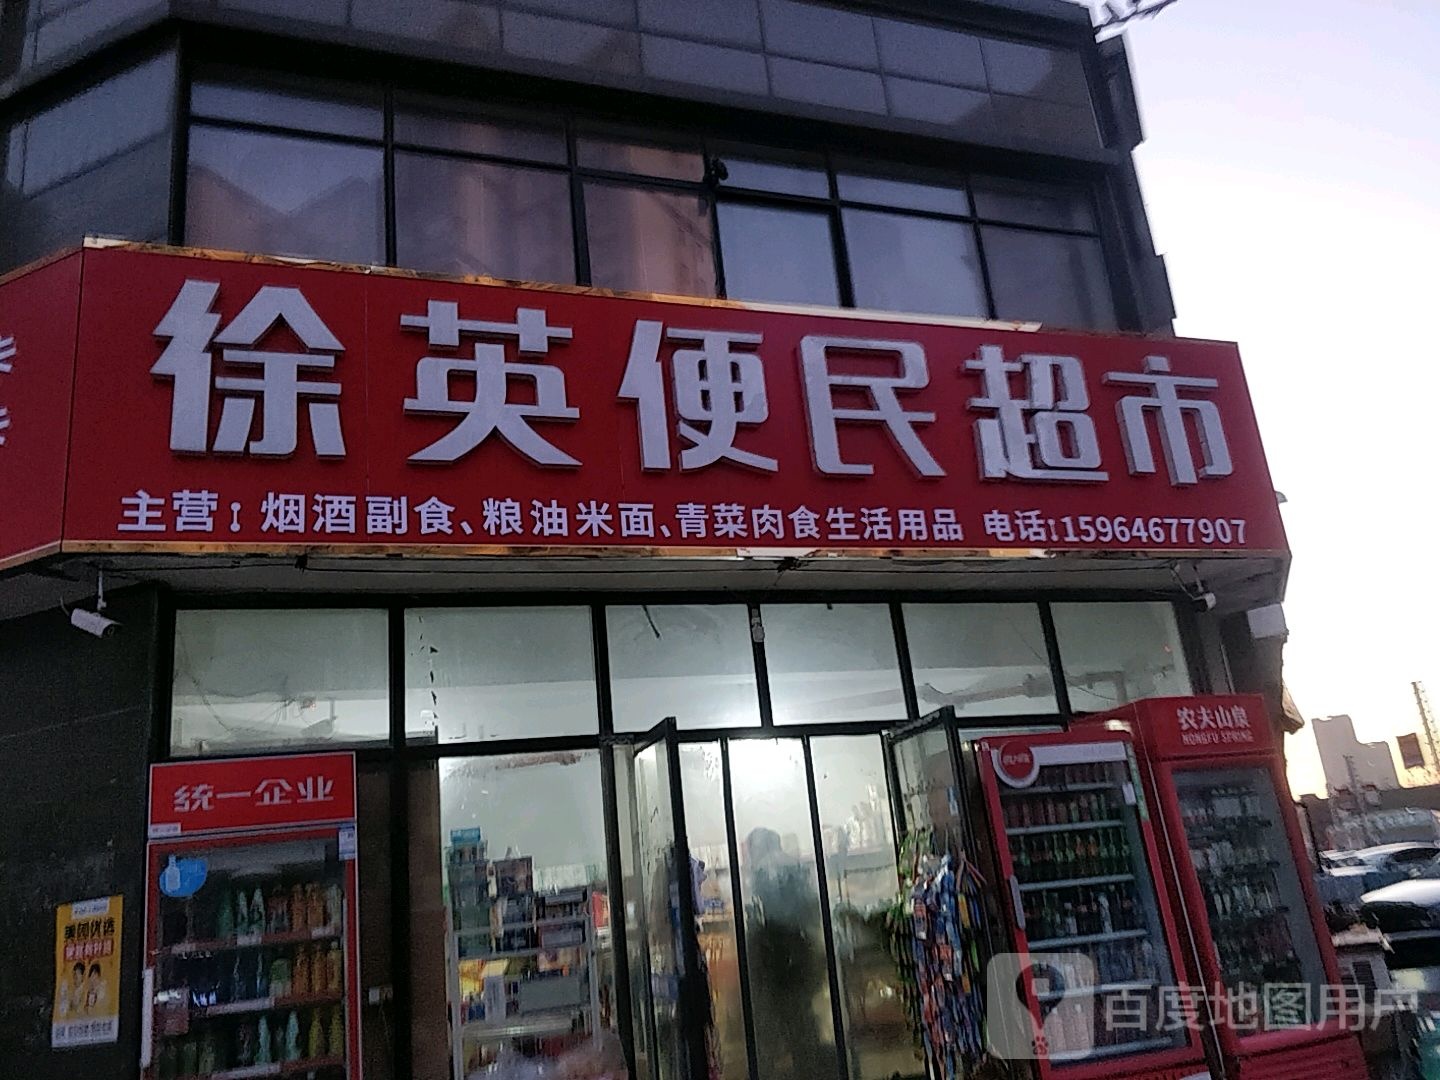 徐英便民超市
主营:烟酒副食、粮油米面、青菜肉食生活用品 电话:15964677907
统一企业
农夫山泉
NONGFU SPRING
美团优选
百度地图用户